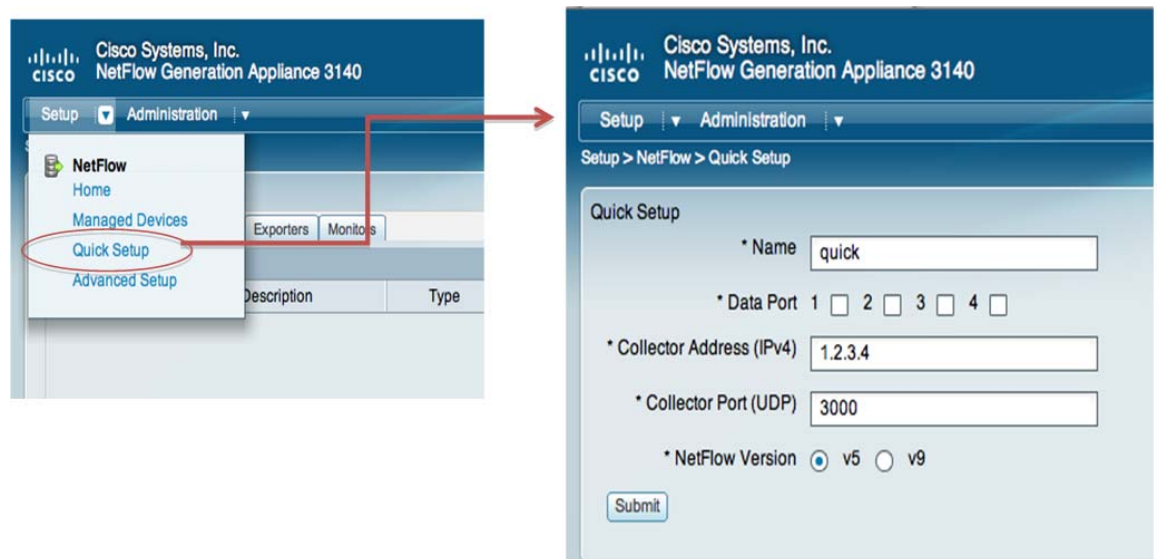 Cisco Systems, Inc.
CISCO NetFlow Generation Appliance 3140
Setup Administration
NetFlow
Home
Managed Devices
Quick Setup
Advanced Setup
Exporters Monitors
Description Type
Cisco Systems, Inc.
CISCO NetFlow Generation Appliance 3140
Setup Administration
Setup > NetFlow > Quick Setup
Quick Setup
* Name quick
* Data Port 1 2 3 4
* Collector Address (IPv4) 1.2.3.4
* Collector Port (UDP) 3000
* NetFlow Version v5 v9
Submit